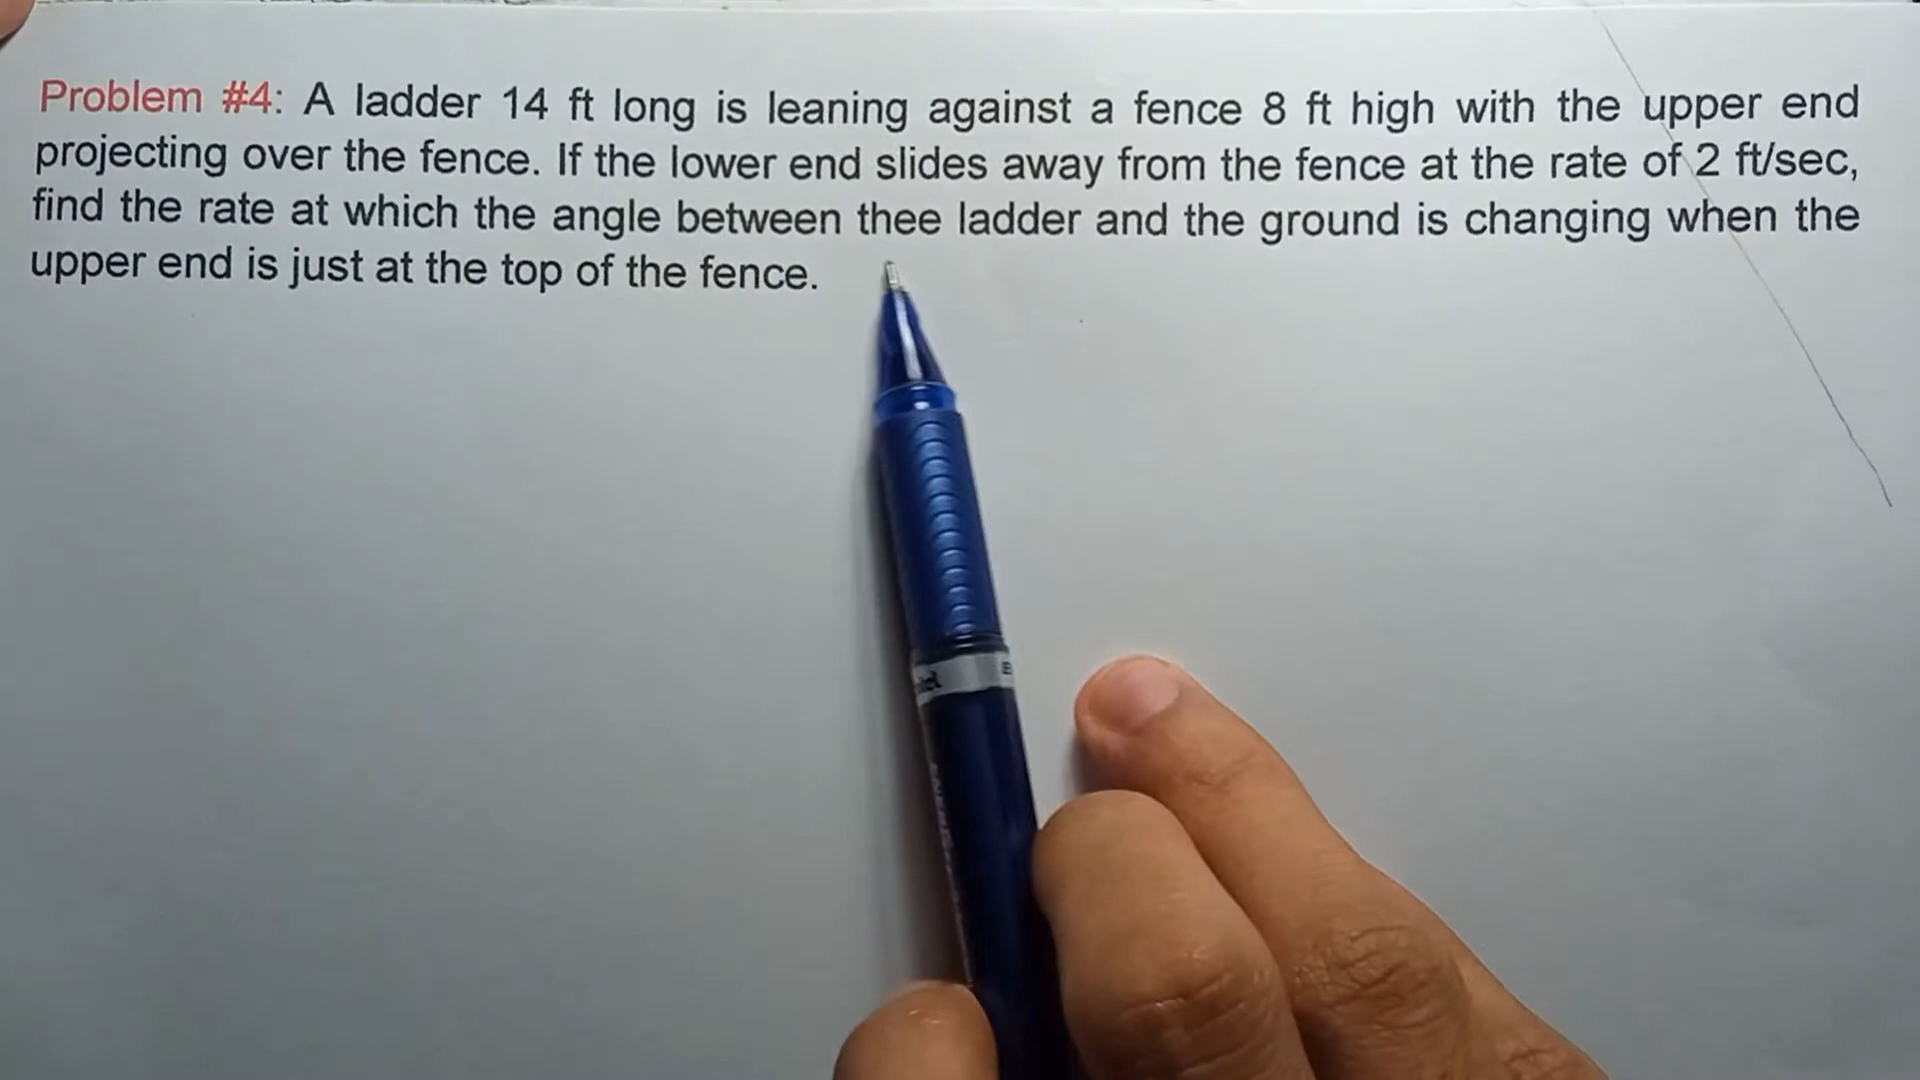 Problem #4: A ladder 14 ft long is leaning against a fence 8 ft high with the upper end
projecting over the fence. If the lower end slides away from the fence at the rate of 2 ft/sec,
find the rate at which the angle between thee ladder and the ground is changing when the
upper end is just at the top of the fence.